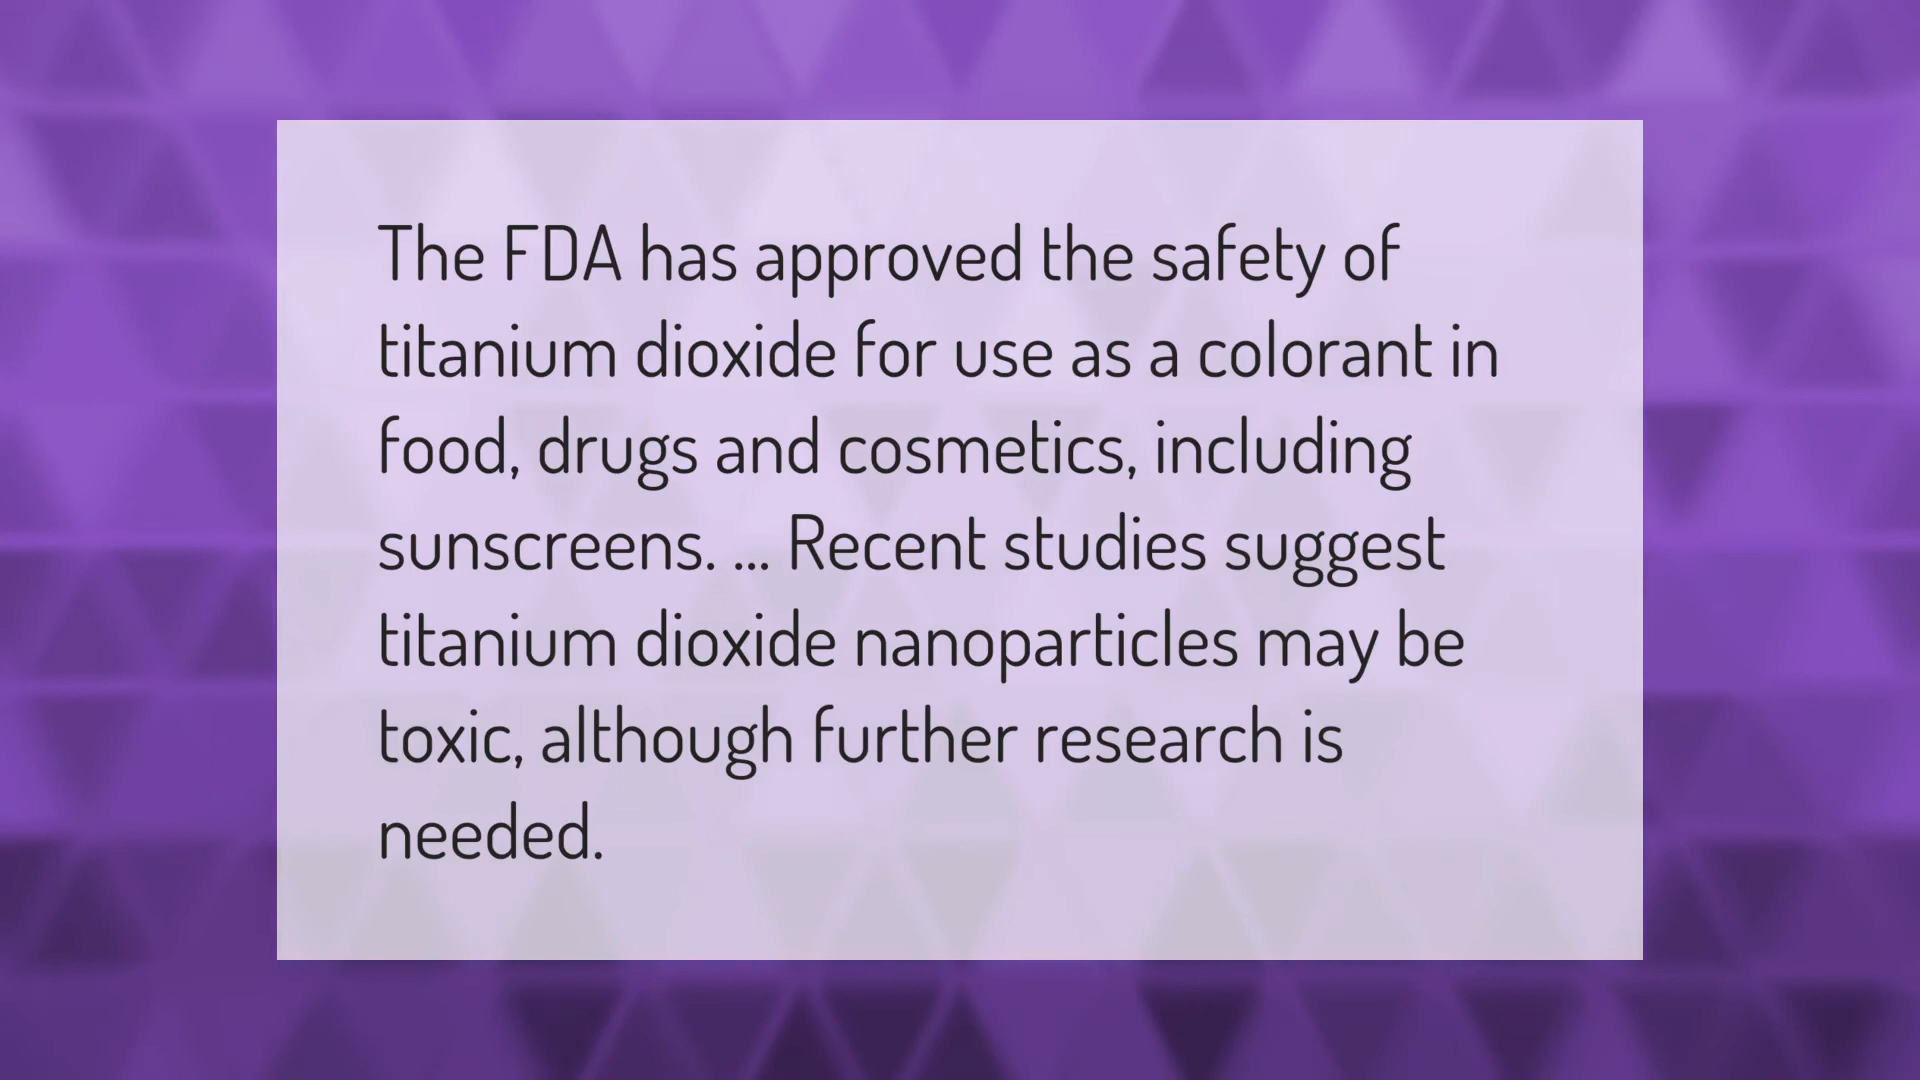 The FDA has approved the safety of
titanium dioxide for use as a colorant in
food, drugs and cosmetics, including
sunscreens. ... Recent studies suggest
titanium dioxide nanoparticles may be
toxic, although further research is
needed.